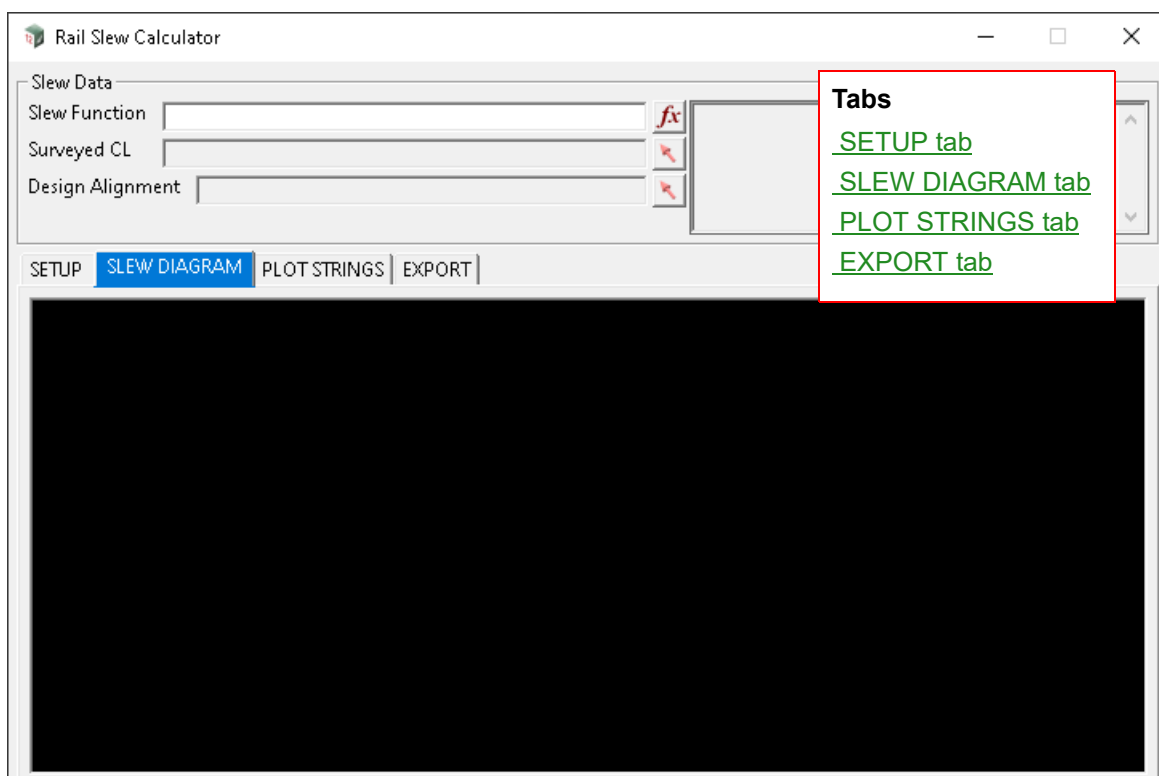 Rail Slew Calculator
Slew Data
Slew Function
fx
Surveyed CL
Design Alignment
Tabs
SETUP tab
SLEW DIAGRAM tab
PLOT STRINGS tab
EXPORT tab
SETUP SLEW DIAGRAM PLOT STRINGS EXPORT